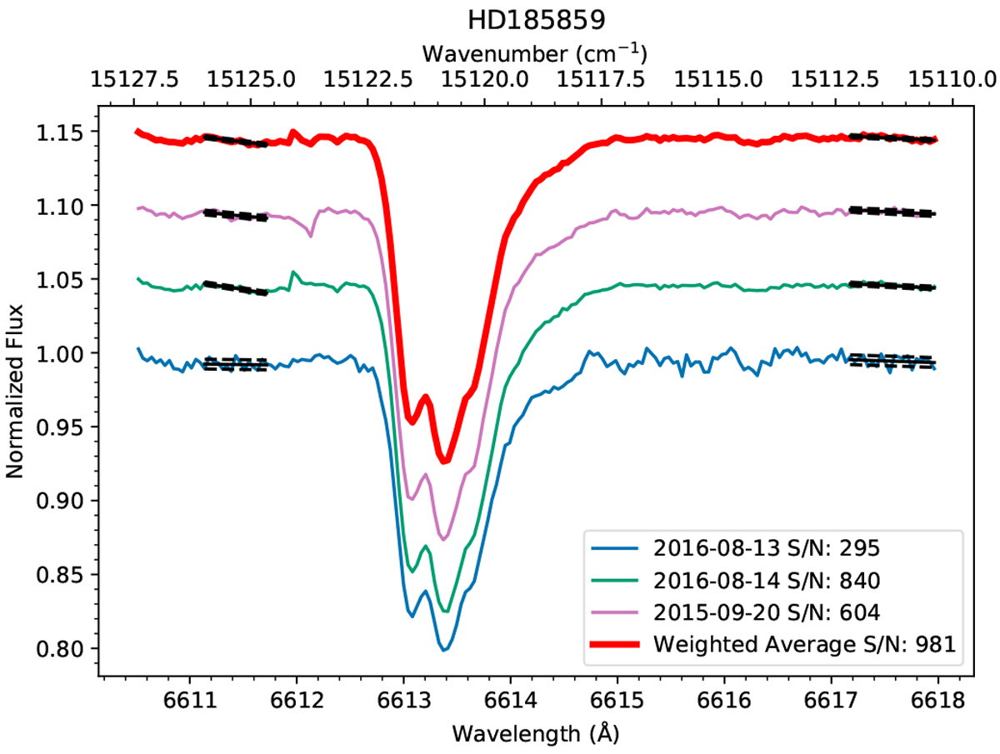 HD185859
Wavenumber (cm⁻¹)
15127.5 15125.0 15122.5 15120.0 15117.5 15115.0 15112.5 15110.0
1.15
1.10
1.05
1.00
0.95
0.90
0.85
0.80
Normalized Flux
2016-08-13 S/N: 295
2016-08-14 S/N: 840
2015-09-20 S/N: 604
Weighted Average S/N: 981
6611 6612 6613 6614 6615 6616 6617 6618
Wavelength (Å)